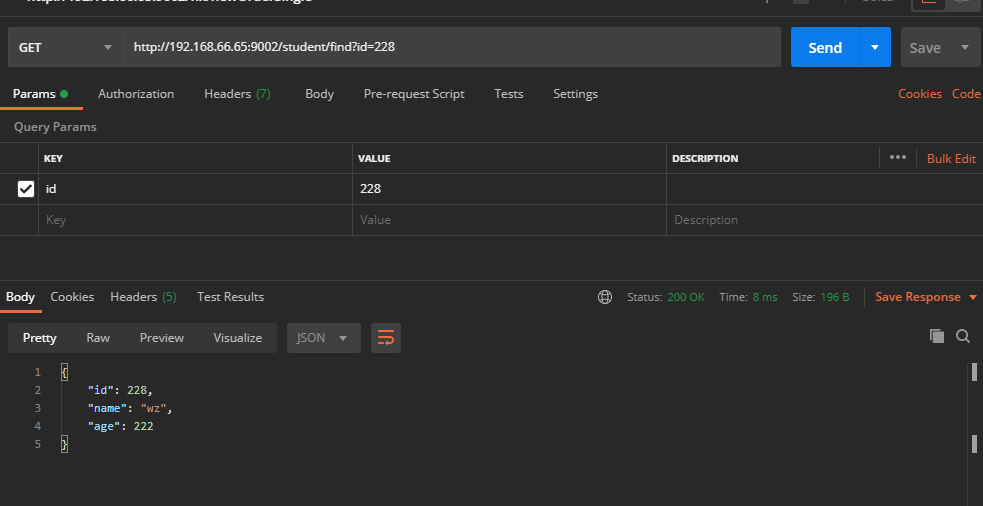 GET http://192.168.66.65:9002/student/find?id=228 Send Save
Params Authorization Headers (7) Body Pre-request Script Tests Settings Cookies Code
Query Params
KEY VALUE DESCRIPTION ••• Bulk Edit
id 228
Key Value Description
Body Cookies Headers (5) Test Results Status: 200 OK Time: 8 ms Size: 196 B Save Response
Pretty Raw Preview Visualize JSON
1 {
2 "id": 228,
3 "name": "wz",
4 "age": 222
5 }